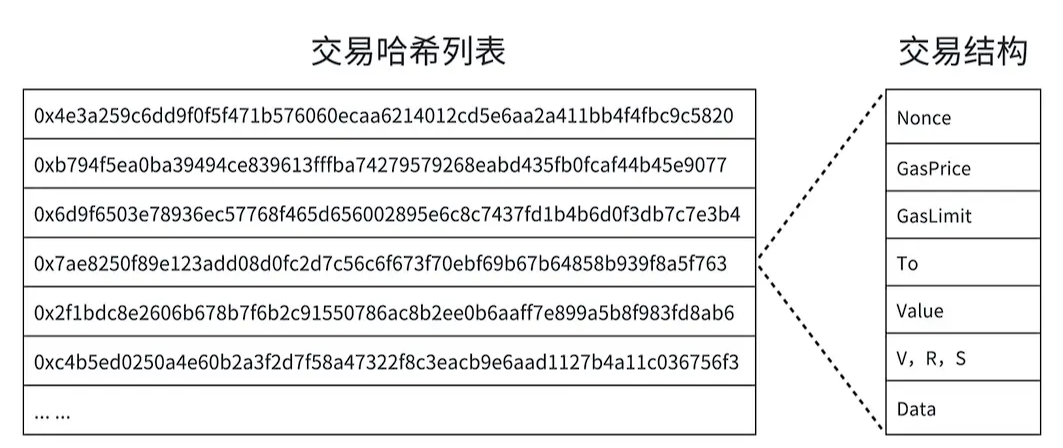 交易哈希列表
交易结构
0x4e3a259c6dd9f0f5f471b576060ecaa6214012cd5e6aa2a411bb4f4fbc9c5820
0xb794f5ea0ba39494ce839613fffba74279579268eabd435fb0fcaf44b45e9077
0x6d9f6503e78936ec57768f465d656002895e6c8c7437fd1b4b6d0f3db7c7e3b4
0x7ae8250f89e123add08d0fc2d7c56c6f673f70ebf69b67b64858b939f8a5f763
0x2f1bdc8e2606b678b7f6b2c91550786ac8b2ee0b6aaff7e899a5b8f983fd8ab6
0xc4b5ed0250a4e60b2a3f2d7f58a47322f8c3eacb9e6aad1127b4a11c036756f3
... ...
Nonce
GasPrice
GasLimit
To
Value
V，R，S
Data